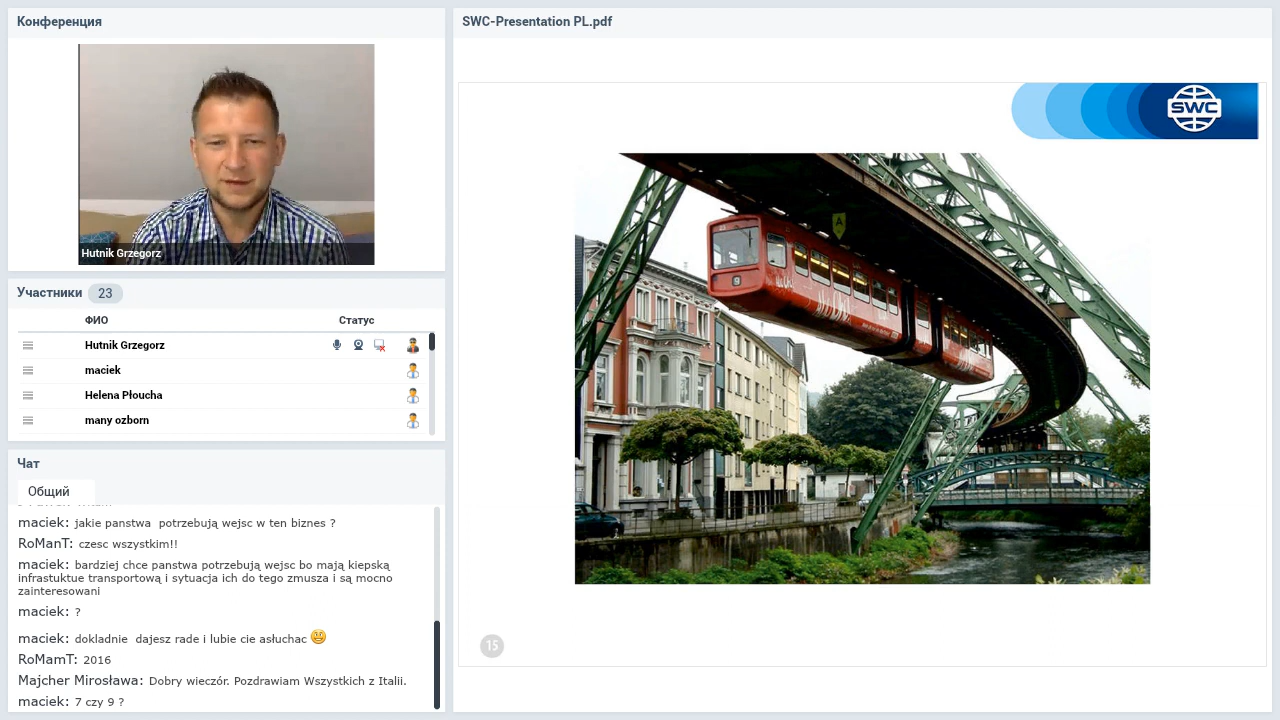 Конференция
Hutnik Grzegorz
Участники 23
ФИО Статус
Hutnik Grzegorz
maciek
Helena Płoucha
many ozborn
Чат
Общий
maciek: jakie panstwa potrzebują wejsc w ten biznes ?
RoManT: czesc wszystkim!!
maciek: bardziej chce panstwa potrzebują wejsc bo mają kiepską
infrastuktue transportową i sytuacja ich do tego zmusza i są mocno
zainteresowani
maciek: ?
maciek: dokladnie dajesz rade i lubie cie asłuchac
RoMamT: 2016
Majcher Mirosława: Dobry wieczór. Pozdrawiam Wszystkich z Italii.
maciek: 7 czy 9 ?
SWC-Presentation PL.pdf
SWC
A
9
15